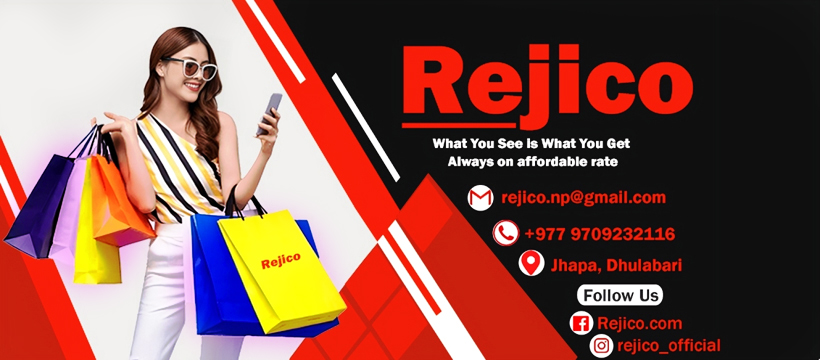 Rejico
What You See is What You Get
Always on affordable rate
rejico.np@gmail.com
+977 9709232116
Jhapa, Dhulabari
Follow Us
Rejico.com
rejico_official
Rejico